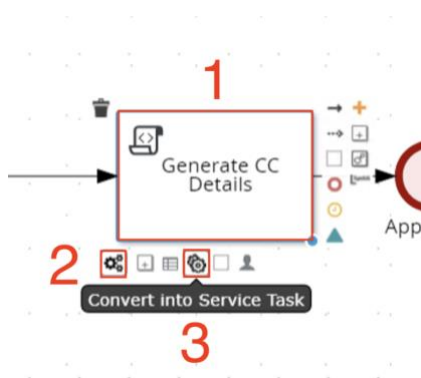 1
Generate CC
Details
App
2
Convert into Service Task
3